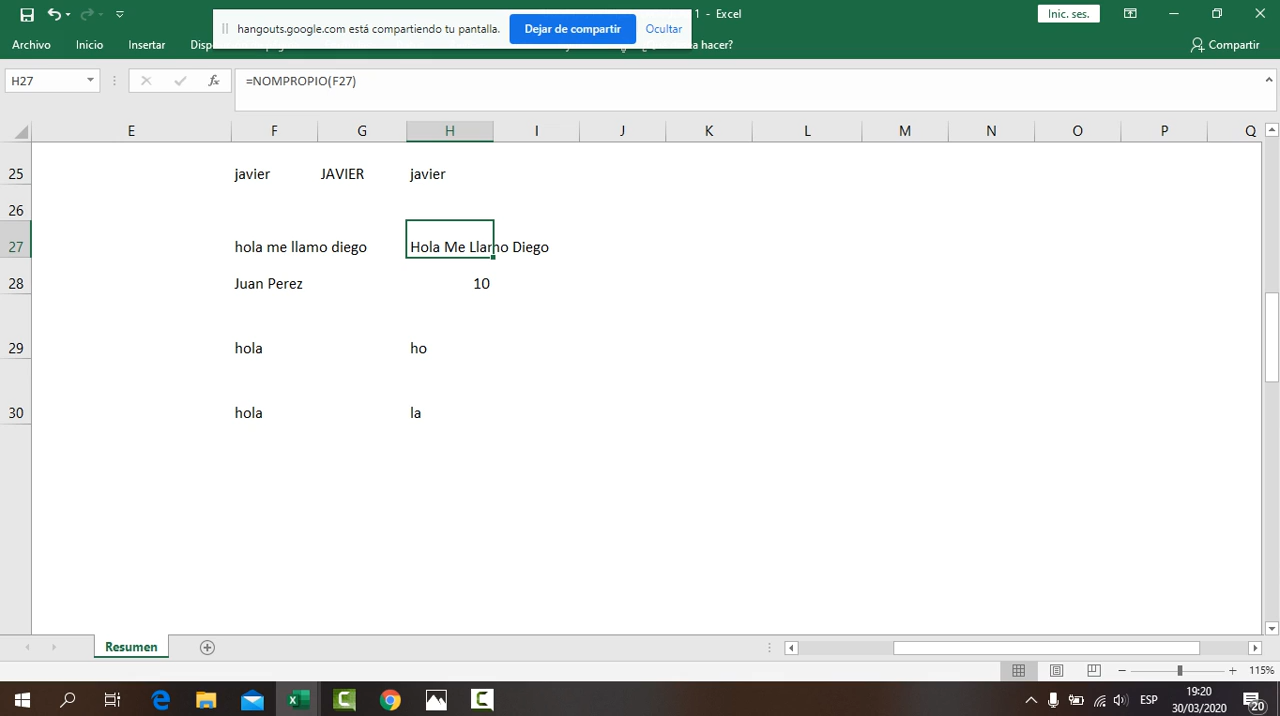 1 - Excel
Inic. ses.
hangouts.google.com está compartiendo tu pantalla.
Dejar de compartir
Ocultar
Archivo Inicio Insertar Disp hacer? Compartir
H27 fx =NOMPROPIO(F27)
E F G H I J K L M N O P Q
25 javier JAVIER javier
26
27 hola me llamo diego Hola Me Llamo Diego
28 Juan Perez 10
29 hola ho
30 hola la
Resumen
115%
ESP 19:20
30/03/2020 20